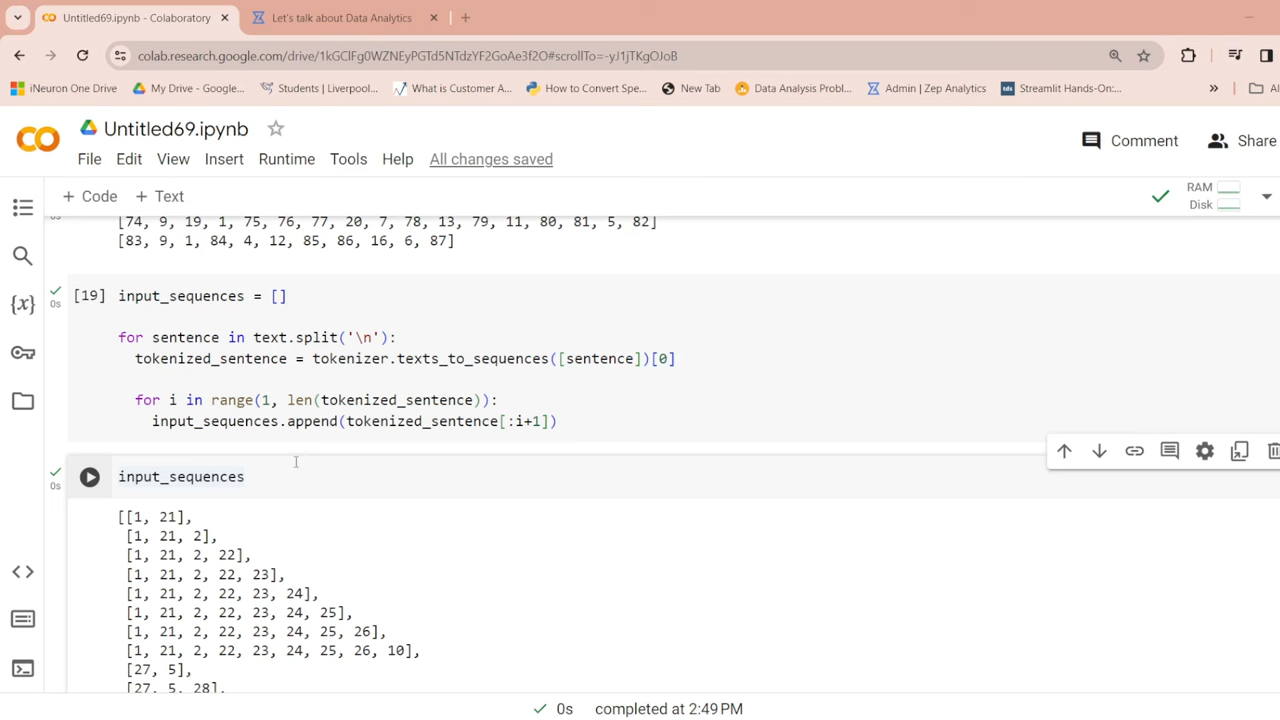 Untitled69.ipynb - Colaboratory
Let's talk about Data Analytics
colab.research.google.com/drive/1kGClFg0WZNEyPGTd5NTdzYF2GoAe3f2O#scrollTo=-yJ1jTKgOJoB
iNeuron One Drive
My Drive - Google...
Students | Liverpool...
What is Customer A...
How to Convert Spe...
New Tab
Data Analysis Probl...
Admin | Zep Analytics
Streamlit Hands-On:...
»
Al
CO
Untitled69.ipynb
Comment
Share
File Edit View Insert Runtime Tools Help All changes saved
+ Code + Text
RAM
Disk
0s
[74, 9, 19, 1, 75, 76, 77, 20, 7, 78, 13, 79, 11, 80, 81, 5, 82]
[83, 9, 1, 84, 4, 12, 85, 86, 16, 6, 87]
0s
[19] input_sequences = []
for sentence in text.split('\n'):
tokenized_sentence = tokenizer.texts_to_sequences([sentence])[0]
for i in range(1, len(tokenized_sentence)):
input_sequences.append(tokenized_sentence[:i+1])
0s
input_sequences
[[1, 21],
[1, 21, 2],
[1, 21, 2, 22],
[1, 21, 2, 22, 23],
[1, 21, 2, 22, 23, 24],
[1, 21, 2, 22, 23, 24, 25],
[1, 21, 2, 22, 23, 24, 25, 26],
[1, 21, 2, 22, 23, 24, 25, 26, 10],
[27, 5],
[27, 5, 28],
0s completed at 2:49 PM